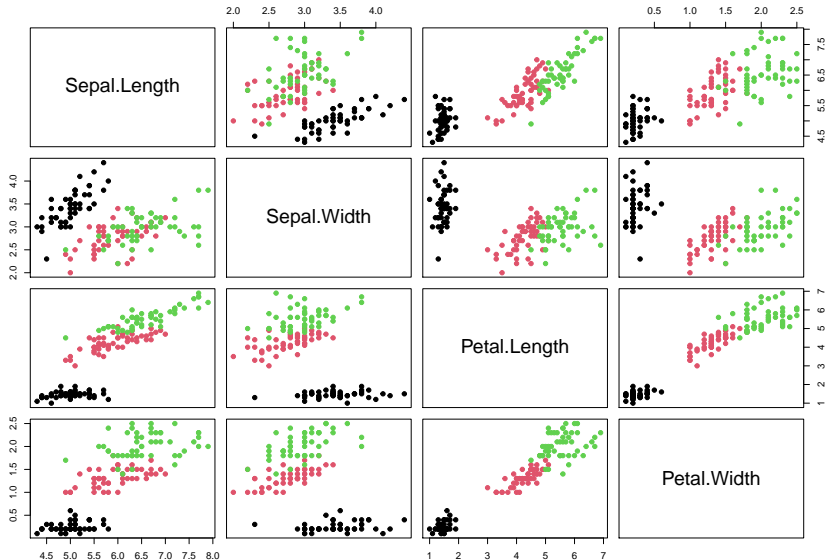 2.0 2.5 3.0 3.5 4.0 0.5 1.0 1.5 2.0 2.5
Sepal.Length
4.5 5.5 6.5 7.5
2.0 2.5 3.0 3.5 4.0
Sepal.Width
Petal.Length
1 2 3 4 5 6 7
0.5 1.0 1.5 2.0 2.5
Petal.Width
4.5 5.0 5.5 6.0 6.5 7.0 7.5 8.0 1 2 3 4 5 6 7